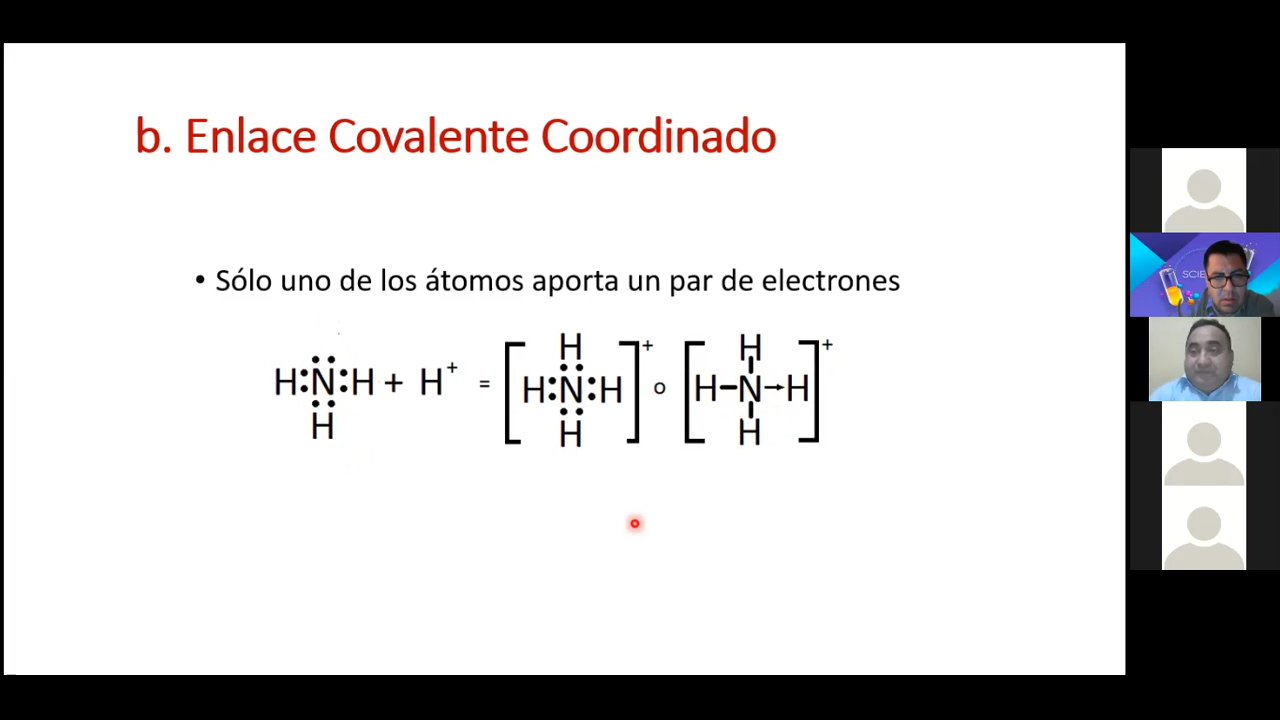 b. Enlace Covalente Coordinado
• Sólo uno de los átomos aporta un par de electrones
H H H
H:N:H + H⁺ = [H:N:H]⁺ o [H–N→H]⁺
H H H